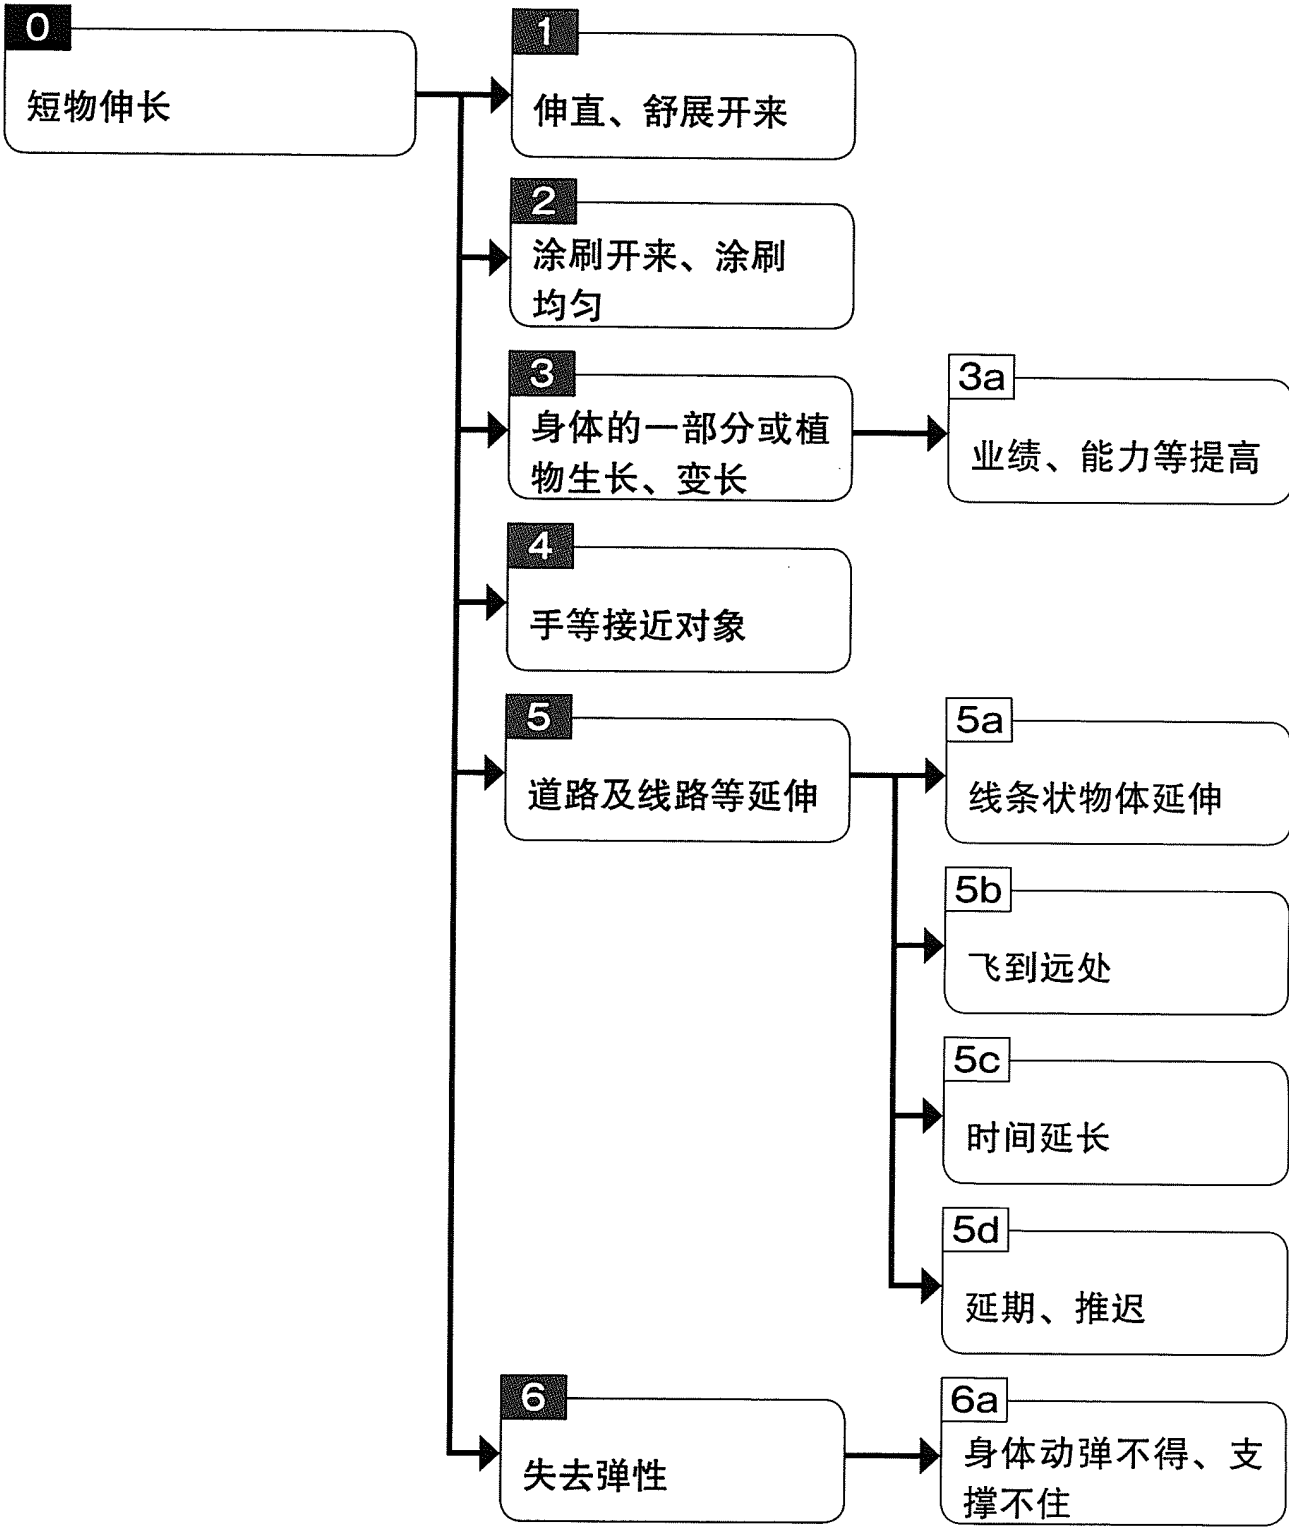 0
短物伸长
1
伸直、舒展开来
2
涂刷开来、涂刷
均匀
3
身体的一部分或植
物生长、变长
3a
业绩、能力等提高
4
手等接近对象
5
道路及线路等延伸
5a
线条状物体延伸
5b
飞到远处
5c
时间延长
5d
延期、推迟
6
失去弹性
6a
身体动弹不得、支
撑不住